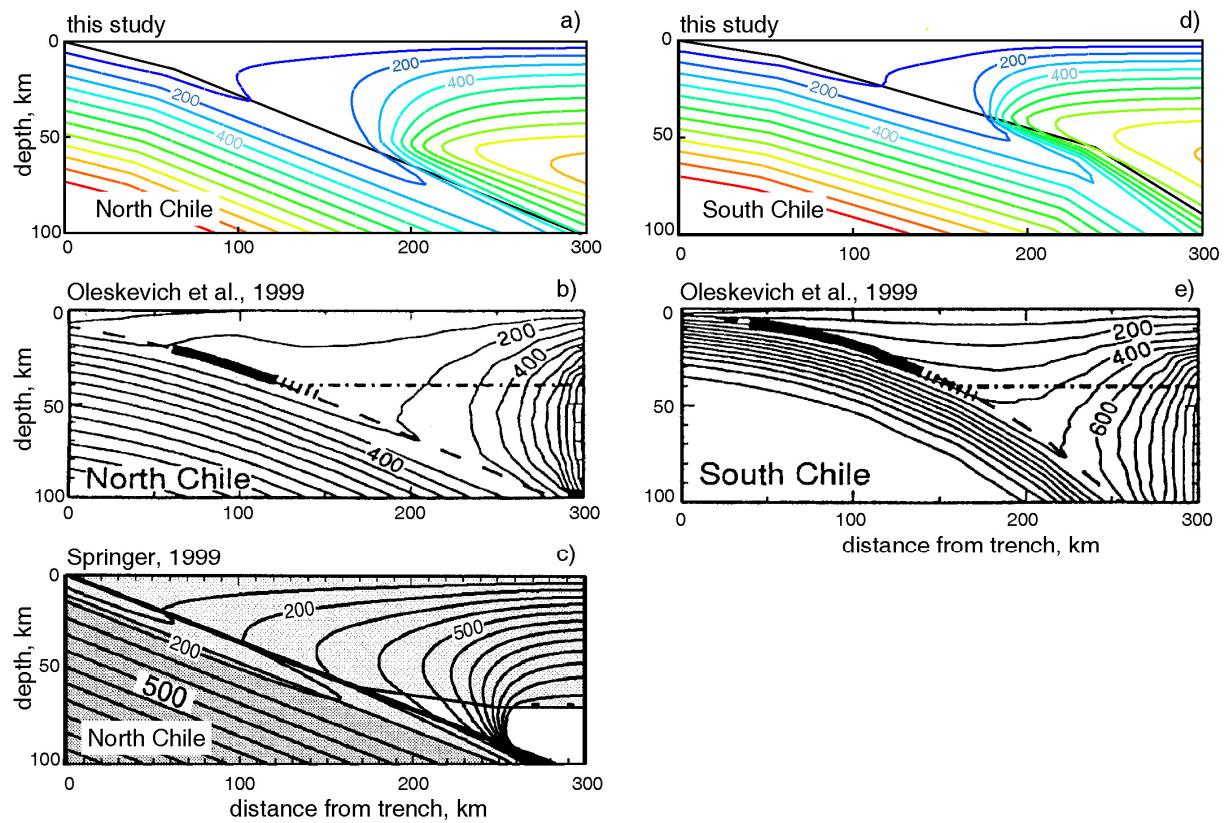 this study
a)
0
50
100
depth, km
200
400
200
400
North Chile
0
100
200
300
this study
d)
0
50
100
200
400
200
400
South Chile
0
100
200
300
Oleskevich et al., 1999
b)
0
50
100
depth, km
200
400
400
North Chile
0
100
200
300
Oleskevich et al., 1999
e)
0
50
100
200
400
600
South Chile
0
100
200
300
distance from trench, km
Springer, 1999
c)
0
50
100
depth, km
200
500
200
500
North Chile
0
100
200
300
distance from trench, km